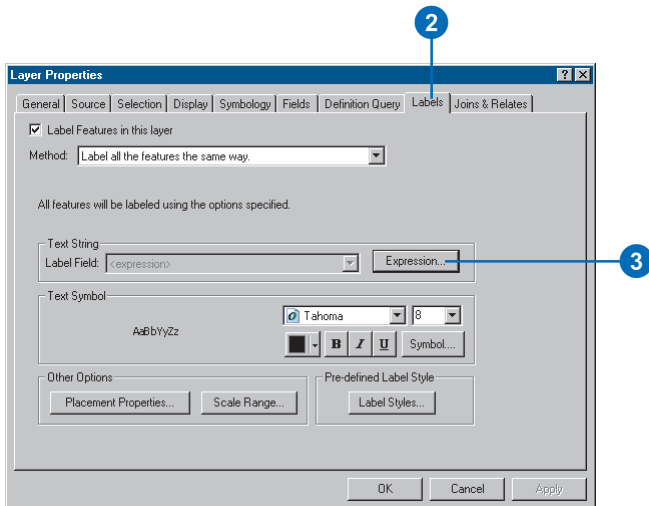 2
Layer Properties
General Source Selection Display Symbology Fields Definition Query Labels Joins & Relates
Label Features in this layer
Method: Label all the features the same way.
All features will be labeled using the options specified.
Text String
Label Field: <expression> Expression...
3
Text Symbol
AaBbYyZz
Tahoma 8
B I U Symbol....
Other Options
Placement Properties... Scale Range...
Pre-defined Label Style
Label Styles...
OK Cancel Apply